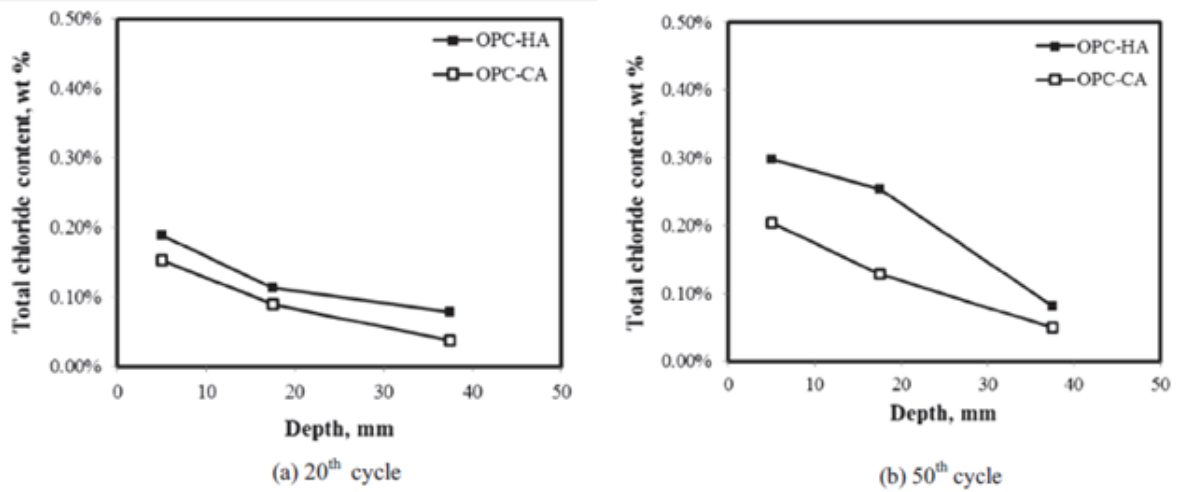 0.50%
0.40%
0.30%
0.20%
0.10%
0.00%
Total chloride content, wt %
OPC-HA
OPC-CA
0 10 20 30 40 50
Depth, mm
(a) 20th cycle
0.50%
0.40%
0.30%
0.20%
0.10%
0.00%
Total chloride content, wt %
OPC-HA
OPC-CA
0 10 20 30 40 50
Depth, mm
(b) 50th cycle